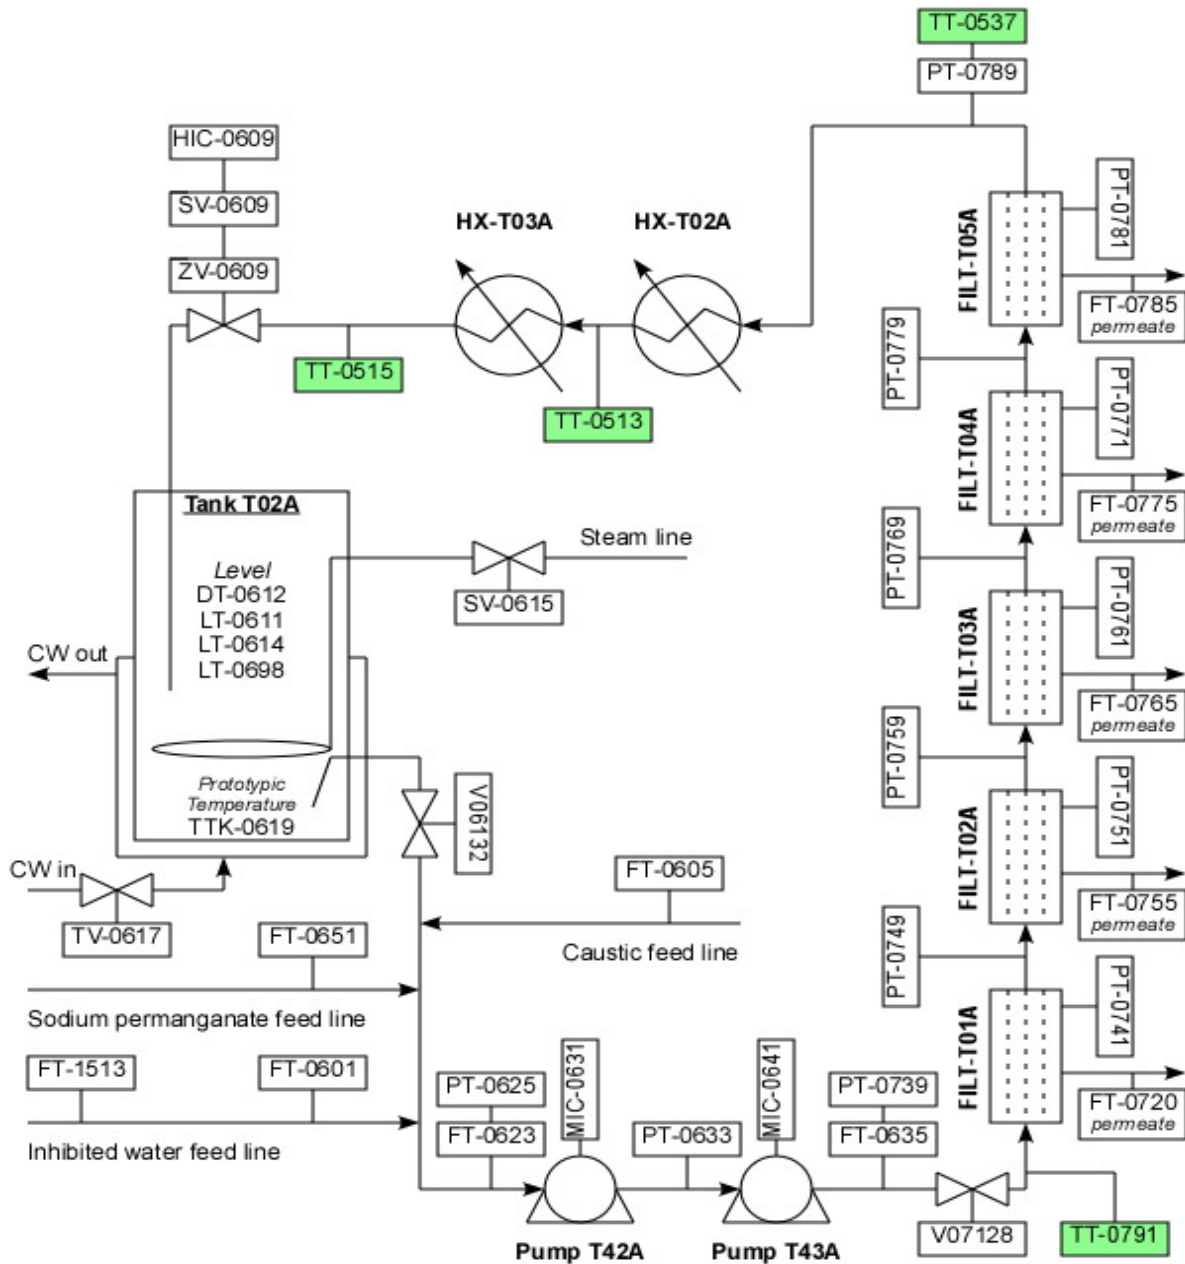 TT-0537
PT-0789
HIC-0609
SV-0609
ZV-0609
HX-T03A
HX-T02A
TT-0515
TT-0513
PT-0781
FILT-T05A
FT-0785
permeate
PT-0779
PT-0771
FILT-T04A
FT-0775
permeate
PT-0769
PT-0761
FILT-T03A
FT-0765
permeate
PT-0759
PT-0751
FILT-T02A
FT-0755
permeate
PT-0749
PT-0741
FILT-T01A
FT-0720
permeate
Tank T02A
Level
DT-0612
LT-0611
LT-0614
LT-0698
Steam line
SV-0615
CW out
Prototypic
Temperature
TTK-0619
V06132
CW in
TV-0617
FT-0605
Caustic feed line
FT-0651
Sodium permanganate feed line
FT-1513
FT-0601
Inhibited water feed line
PT-0625
FT-0623
MIC-0631
PT-0633
MIC-0641
PT-0739
FT-0635
Pump T42A
Pump T43A
V07128
TT-0791